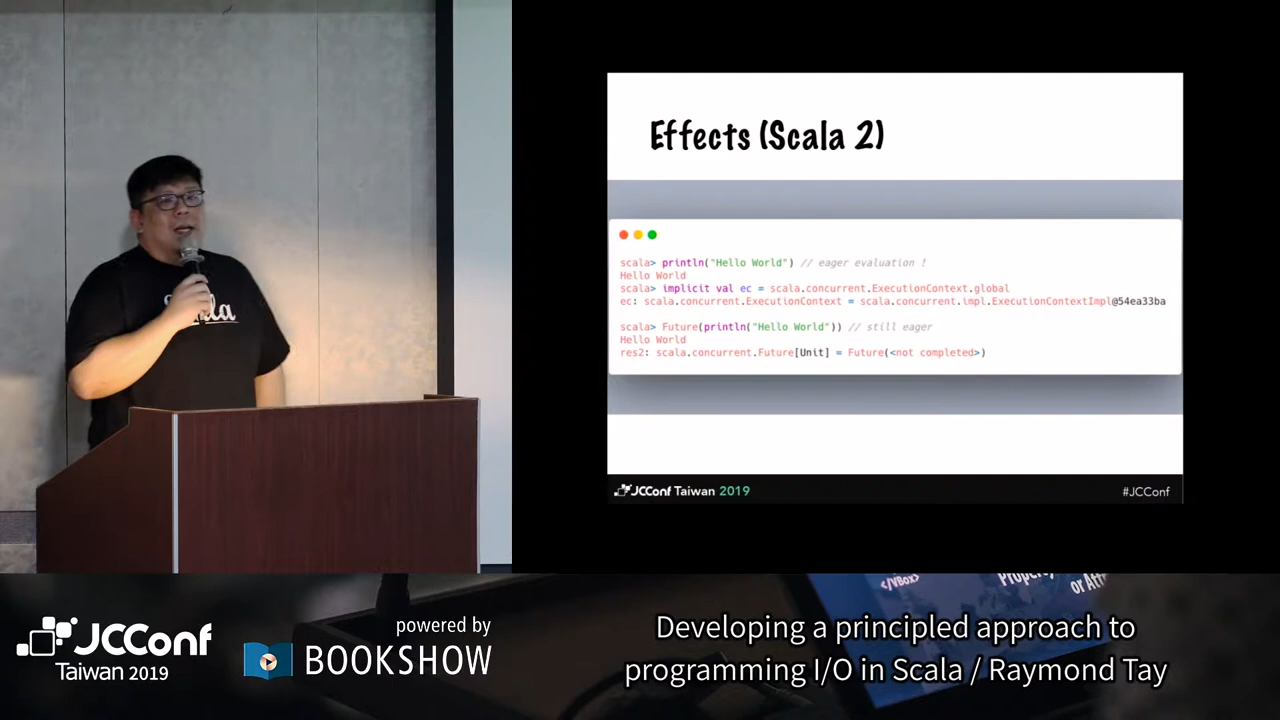 Effects (Scala 2)
scala> println("Hello World") // eager evaluation !
Hello World
scala> implicit val ec = scala.concurrent.ExecutionContext.global
ec: scala.concurrent.ExecutionContext = scala.concurrent.impl.ExecutionContextImpl@54ea33ba
scala> Future(println("Hello World")) // still eager
Hello World
res2: scala.concurrent.Future[Unit] = Future(<not completed>)
JCConf Taiwan 2019
#JCConf
</VBox>
JCConf
Taiwan 2019
powered by
BOOKSHOW
Developing a principled approach to
programming I/O in Scala / Raymond Tay